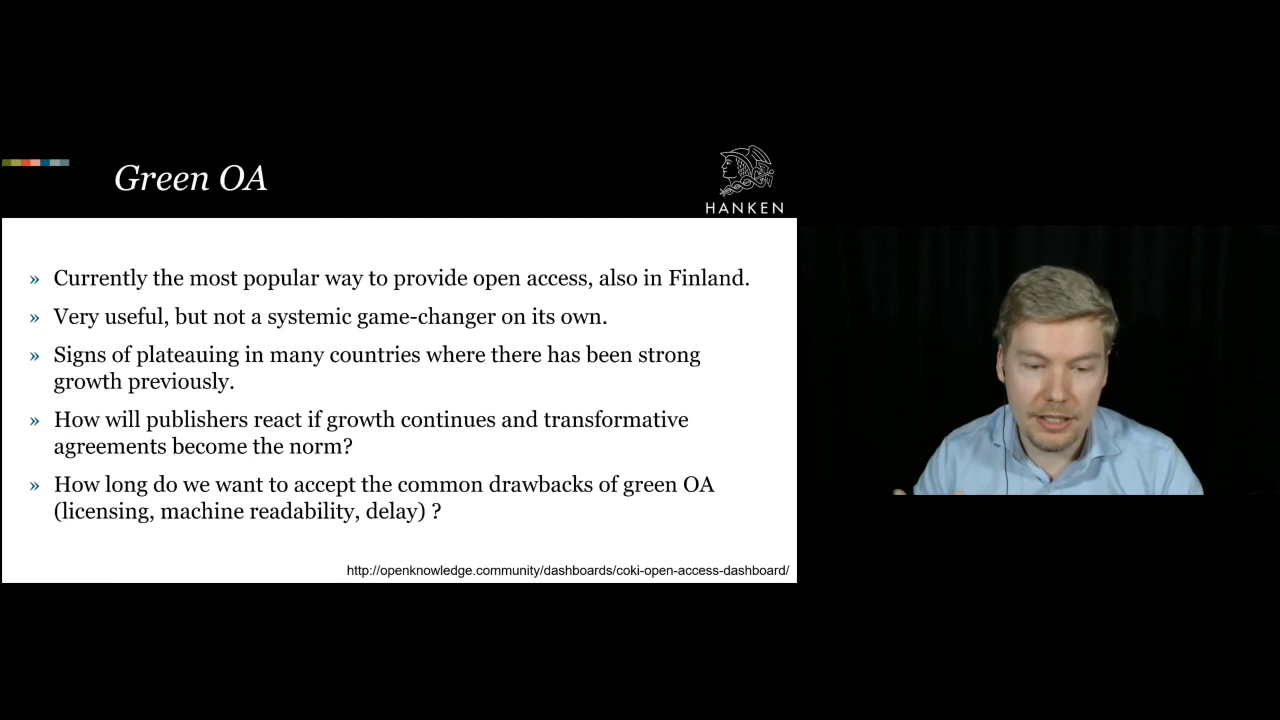 Green OA
HANKEN
» Currently the most popular way to provide open access, also in Finland.
» Very useful, but not a systemic game-changer on its own.
» Signs of plateauing in many countries where there has been strong
growth previously.
» How will publishers react if growth continues and transformative
agreements become the norm?
» How long do we want to accept the common drawbacks of green OA
(licensing, machine readability, delay) ?
http://openknowledge.community/dashboards/coki-open-access-dashboard/